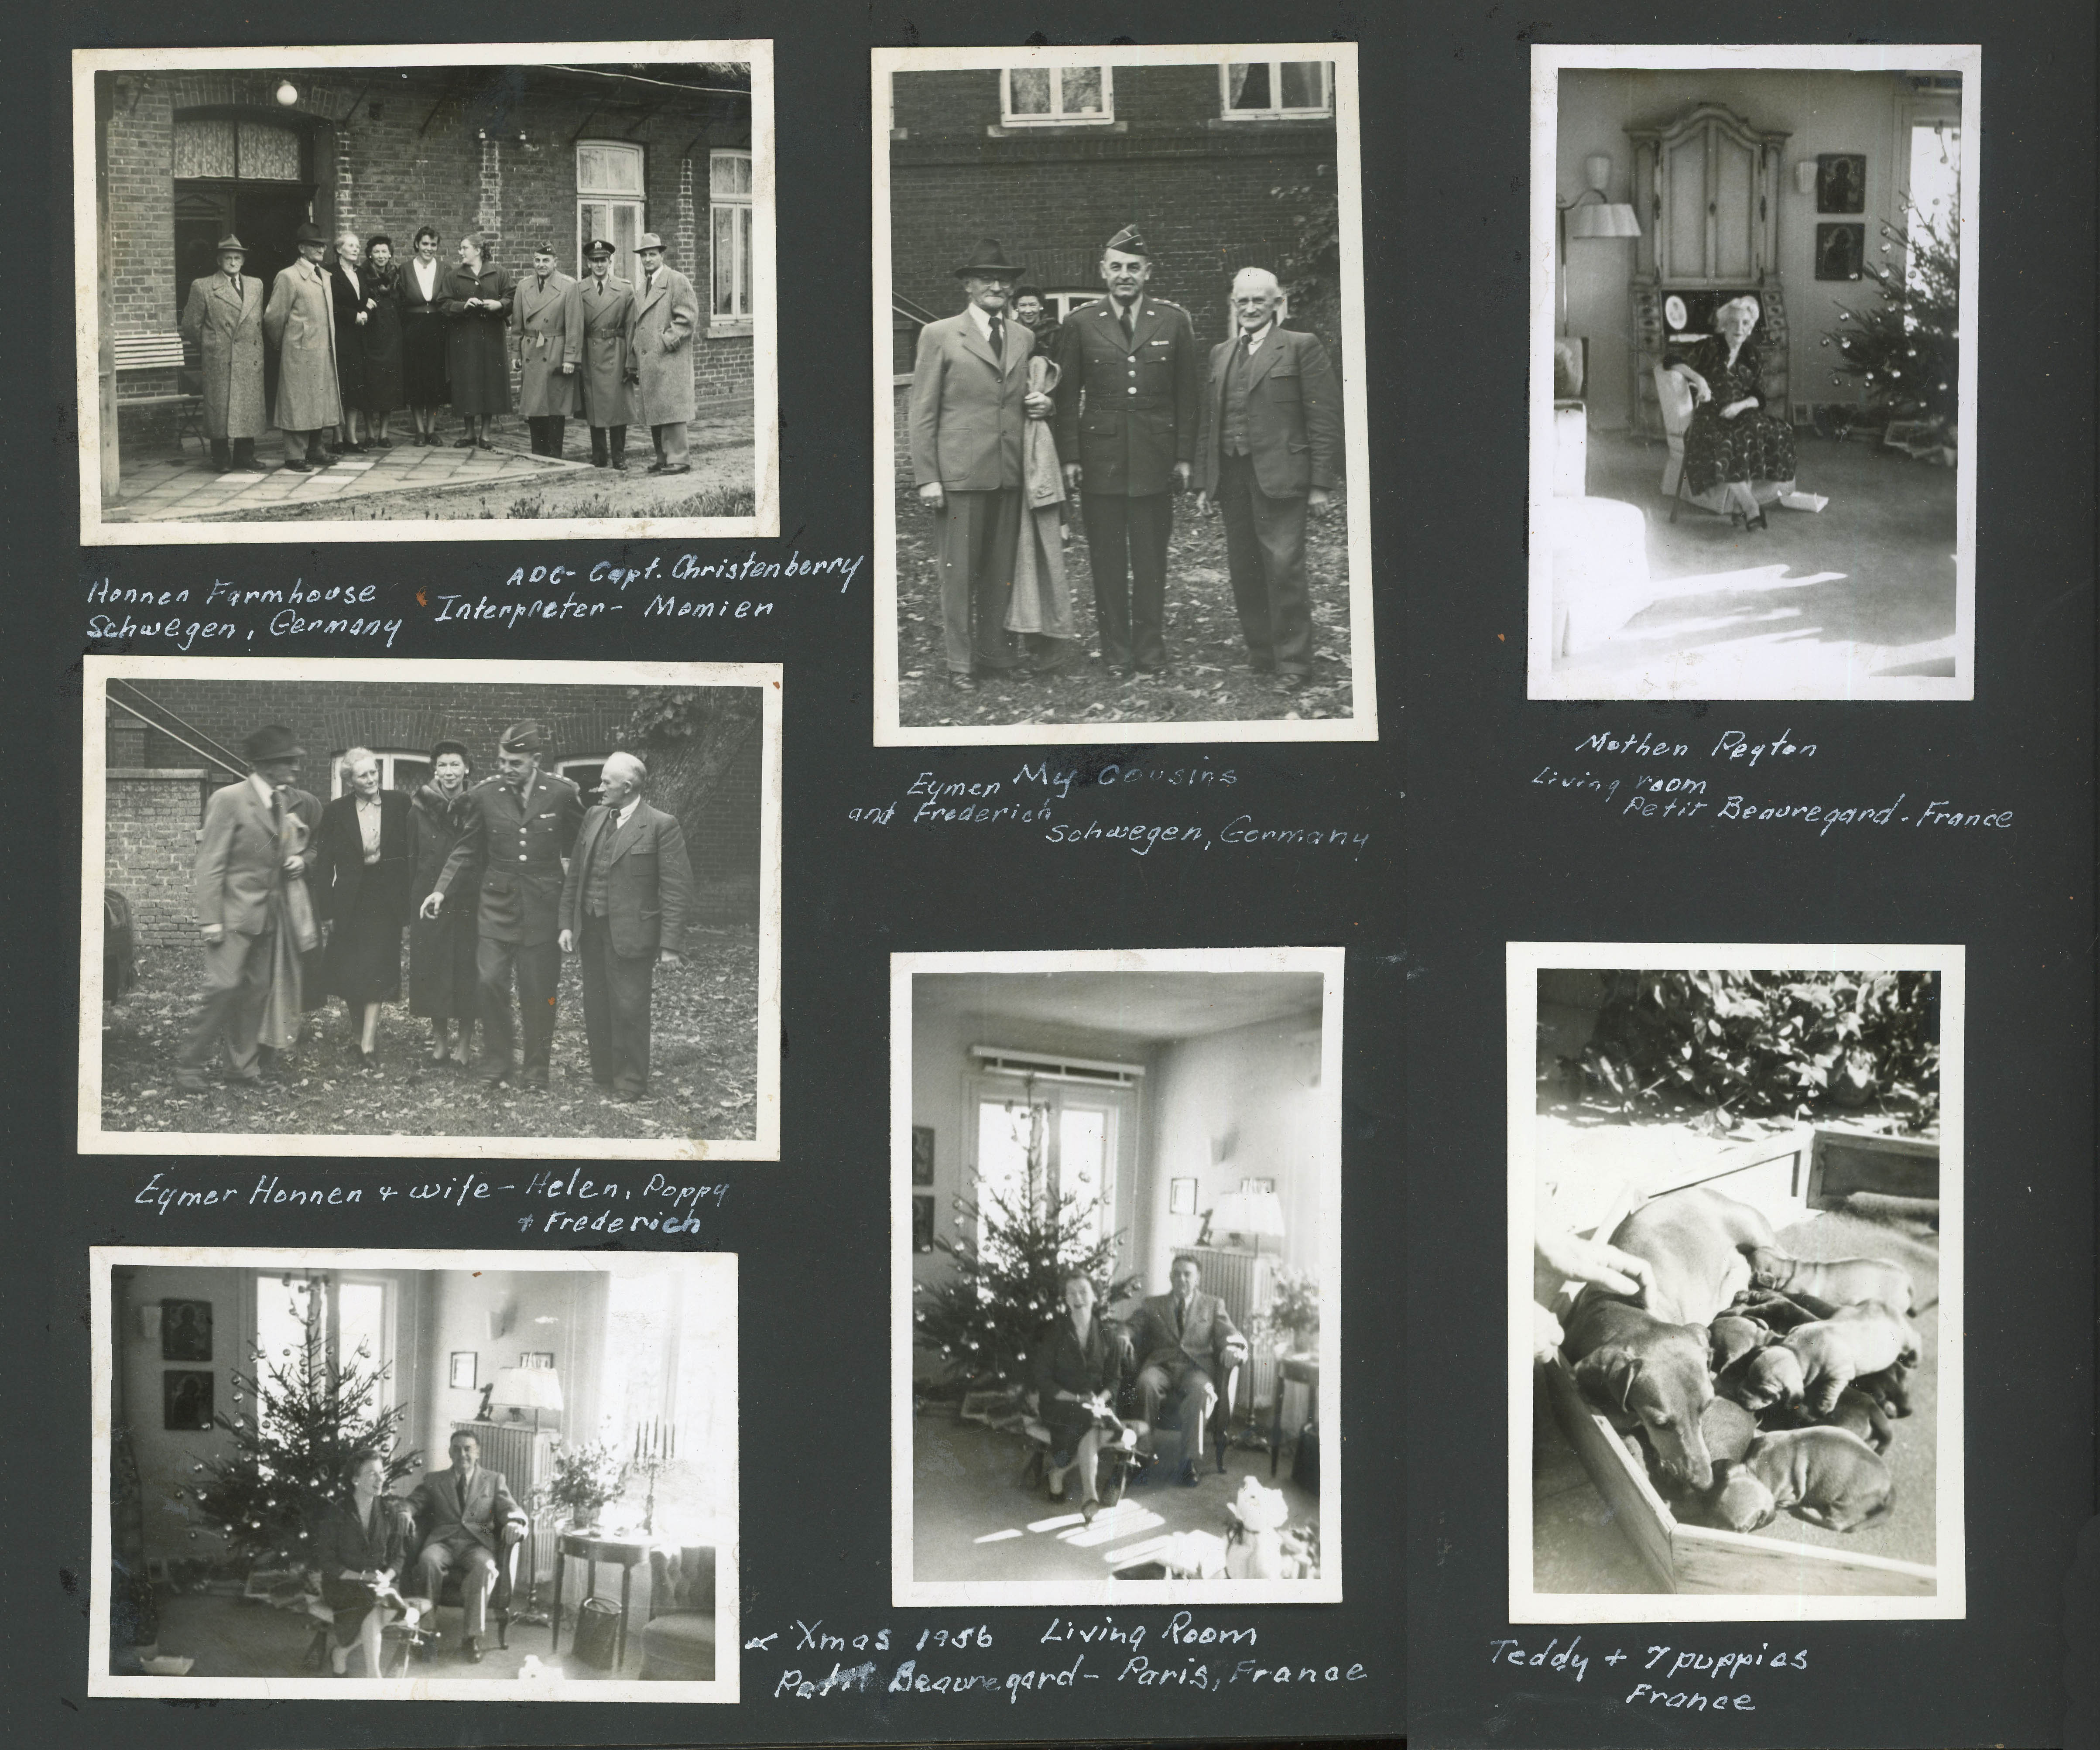 Honnen Farmhouse
Schwegen, Germany
ADC- Capt. Christenberry
Interpreter- Momien
Eymer My Cousins
and Frederich
Schwegen, Germany
Mother Peyton
Living room
Petit Beauregard - France
Eymer Honnen + wife - Helen, Poppy
+ Frederich
Xmas 1956 Living Room
Petit Beauregard - Paris, France
Teddy + 7 puppies
France